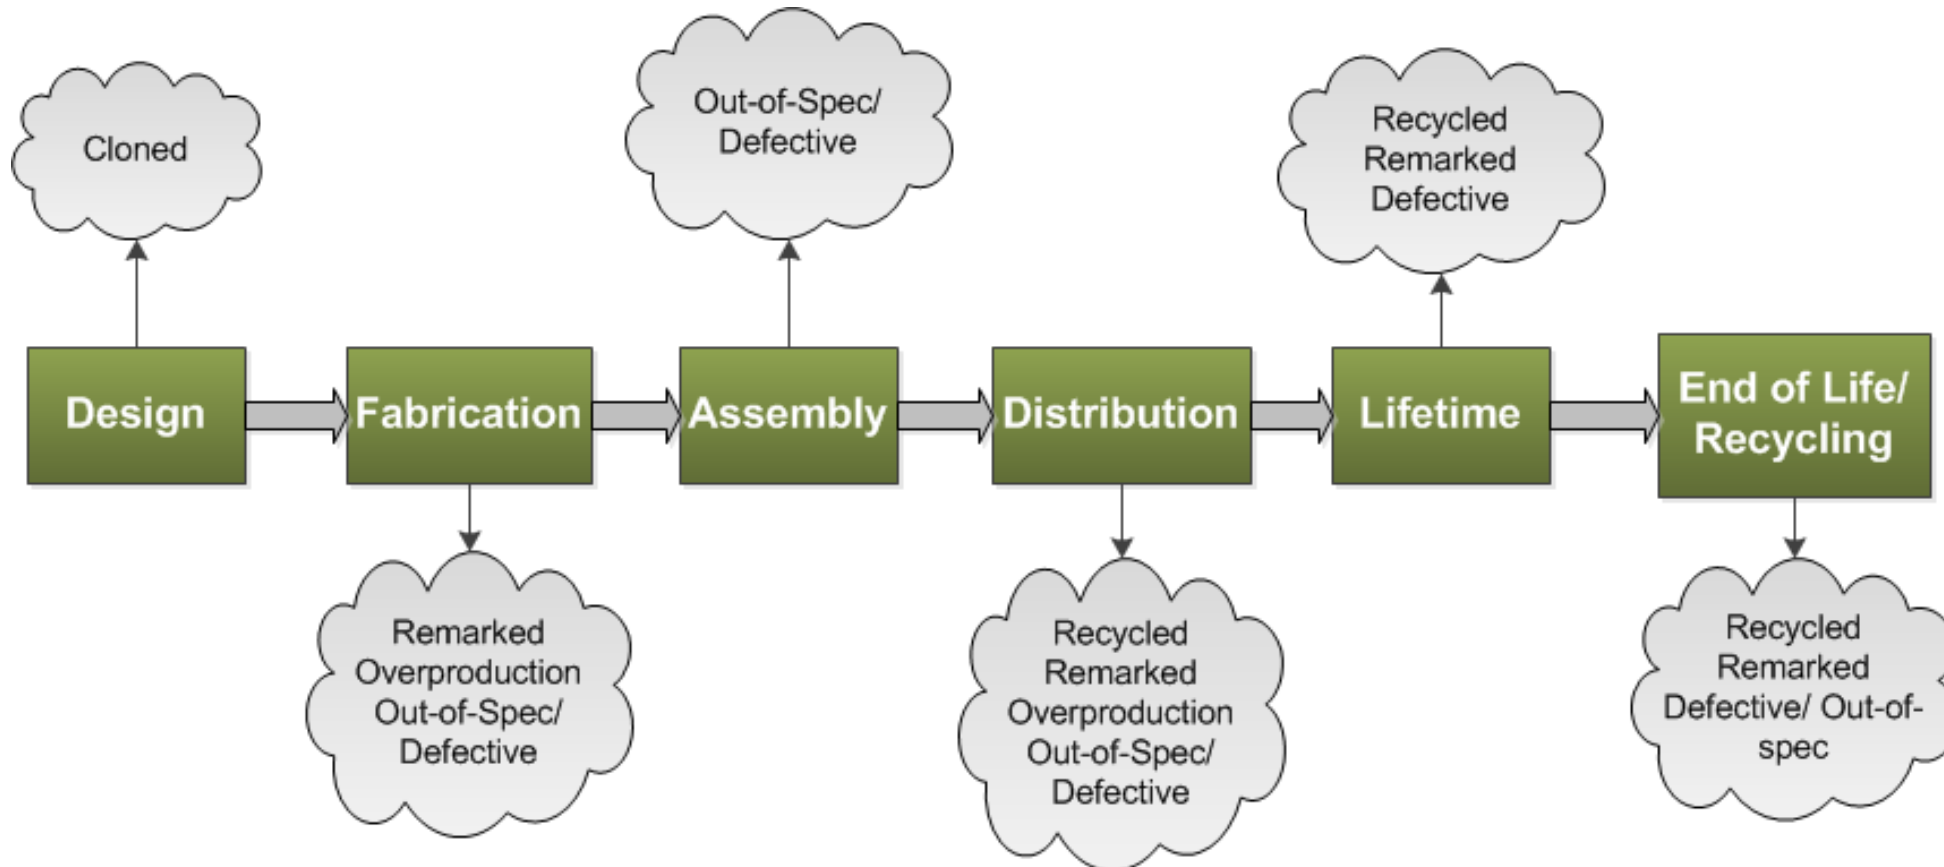 Cloned
Out-of-Spec/
Defective
Recycled
Remarked
Defective
Design
Fabrication
Assembly
Distribution
Lifetime
End of Life/
Recycling
Remarked
Overproduction
Out-of-Spec/
Defective
Recycled
Remarked
Overproduction
Out-of-Spec/
Defective
Recycled
Remarked
Defective/ Out-of-
spec